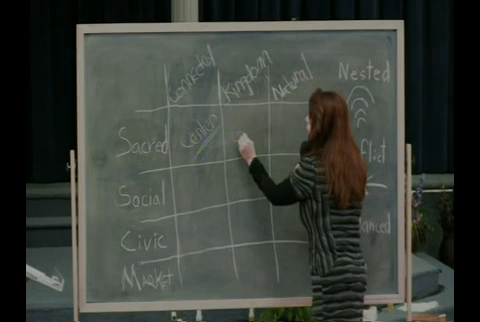 Connected Kingdom Natural Nested
Sacred Center
Social
Civic
Market